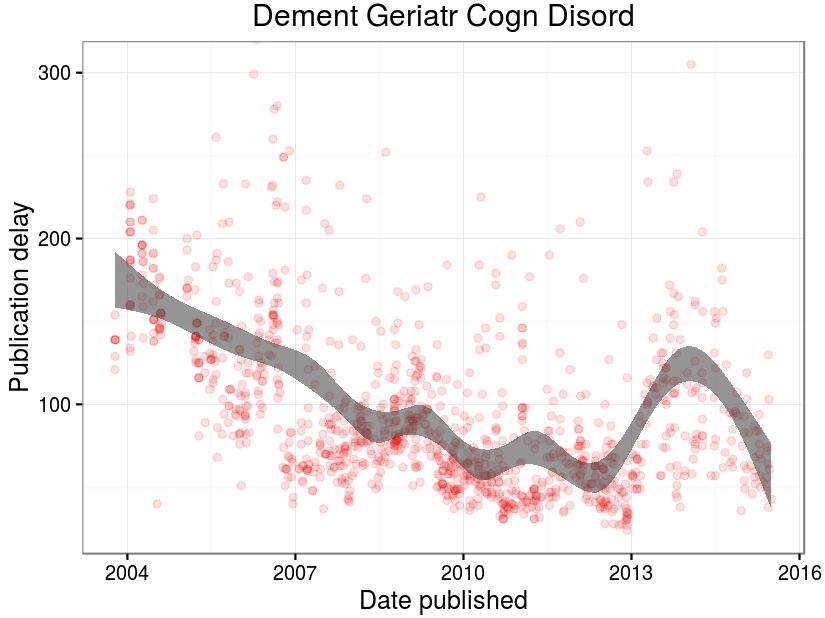 Dement Geriatr Cogn Disord
Publication delay
300
200
100
2004 2007 2010 2013 2016
Date published